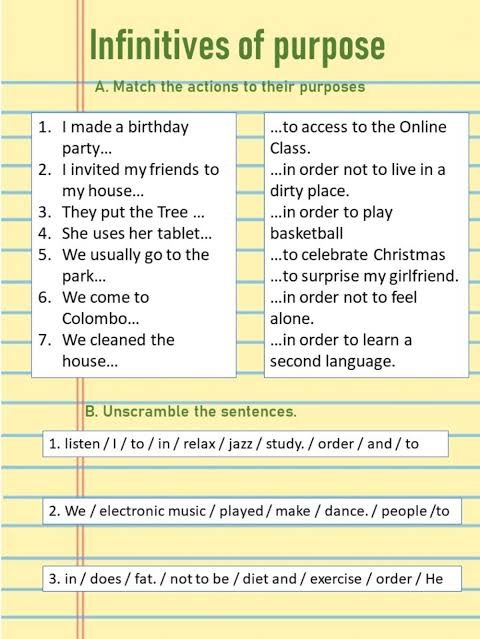 Infinitives of purpose
A. Match the actions to their purposes
1. I made a birthday
party...
2. I invited my friends to
my house...
3. They put the Tree ...
4. She uses her tablet...
5. We usually go to the
park...
6. We come to
Colombo...
7. We cleaned the
house...
...to access to the Online
Class.
...in order not to live in a
dirty place.
...in order to play
basketball
...to celebrate Christmas
...to surprise my girlfriend.
...in order not to feel
alone.
...in order to learn a
second language.
B. Unscramble the sentences.
1. listen / I / to / in / relax / jazz / study. / order / and / to
2. We / electronic music / played / make / dance. / people /to
3. in / does / fat. / not to be / diet and / exercise / order / He